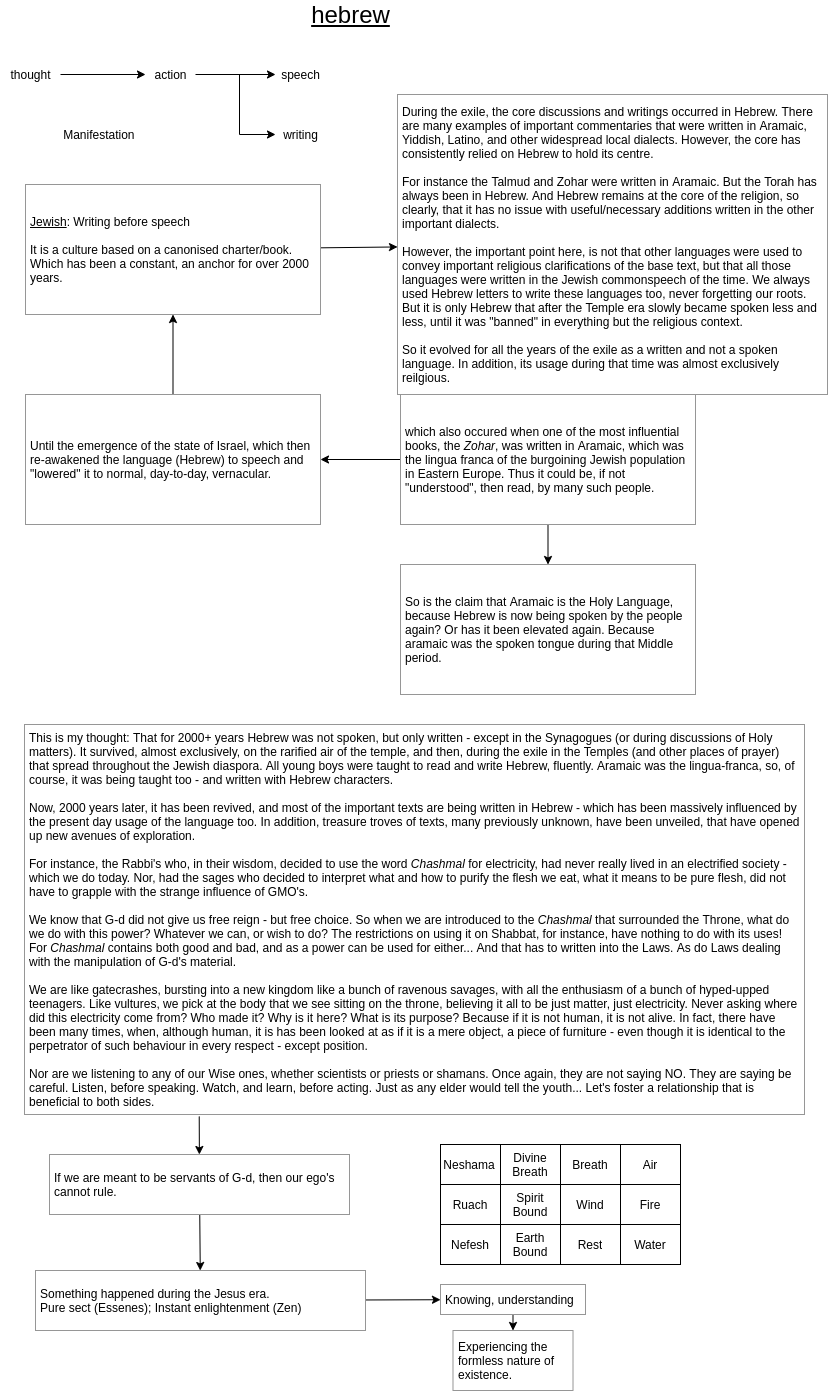 hebrew
thought
action
speech
Manifestation
writing
During the exile, the core discussions and writings occurred in Hebrew. There
are many examples of important commentaries that were written in Aramaic,
Yiddish, Latino, and other widespread local dialects. However, the core has
consistently relied on Hebrew to hold its centre.
For instance the Talmud and Zohar were written in Aramaic. But the Torah has
always been in Hebrew. And Hebrew remains at the core of the religion, so
clearly, that it has no issue with useful/necessary additions written in the other
important dialects.
However, the important point here, is not that other languages were used to
convey important religious clarifications of the base text, but that all those
languages were written in the Jewish commonspeech of the time. We always
used Hebrew letters to write these languages too, never forgetting our roots.
But it is only Hebrew that after the Temple era slowly became spoken less and
less, until it was "banned" in everything but the religious context.
So it evolved for all the years of the exile as a written and not a spoken
language. In addition, its usage during that time was almost exclusively
reilgious.
Jewish: Writing before speech
It is a culture based on a canonised charter/book.
Which has been a constant, an anchor for over 2000
years.
Until the emergence of the state of Israel, which then
re-awakened the language (Hebrew) to speech and
"lowered" it to normal, day-to-day, vernacular.
which also occured when one of the most influential
books, the Zohar, was written in Aramaic, which was
the lingua franca of the burgoining Jewish population
in Eastern Europe. Thus it could be, if not
"understood", then read, by many such people.
So is the claim that Aramaic is the Holy Language,
because Hebrew is now being spoken by the people
again? Or has it been elevated again. Because
aramaic was the spoken tongue during that Middle
period.
This is my thought: That for 2000+ years Hebrew was not spoken, but only written - except in the Synagogues (or during discussions of Holy
matters). It survived, almost exclusively, on the rarified air of the temple, and then, during the exile in the Temples (and other places of prayer)
that spread throughout the Jewish diaspora. All young boys were taught to read and write Hebrew, fluently. Aramaic was the lingua-franca, so, of
course, it was being taught too - and written with Hebrew characters.
Now, 2000 years later, it has been revived, and most of the important texts are being written in Hebrew - which has been massively influenced by
the present day usage of the language too. In addition, treasure troves of texts, many previously unknown, have been unveiled, that have opened
up new avenues of exploration.
For instance, the Rabbi's who, in their wisdom, decided to use the word Chashmal for electricity, had never really lived in an electrified society -
which we do today. Nor, had the sages who decided to interpret what and how to purify the flesh we eat, what it means to be pure flesh, did not
have to grapple with the strange influence of GMO's.
We know that G-d did not give us free reign - but free choice. So when we are introduced to the Chashmal that surrounded the Throne, what do
we do with this power? Whatever we can, or wish to do? The restrictions on using it on Shabbat, for instance, have nothing to do with its uses!
For Chashmal contains both good and bad, and as a power can be used for either... And that has to written into the Laws. As do Laws dealing
with the manipulation of G-d's material.
We are like gatecrashes, bursting into a new kingdom like a bunch of ravenous savages, with all the enthusiasm of a bunch of hyped-upped
teenagers. Like vultures, we pick at the body that we see sitting on the throne, believing it all to be just matter, just electricity. Never asking where
did this electricity come from? Who made it? Why is it here? What is its purpose? Because if it is not human, it is not alive. In fact, there have
been many times, when, although human, it is has been looked at as if it is a mere object, a piece of furniture - even though it is identical to the
perpetrator of such behaviour in every respect - except position.
Nor are we listening to any of our Wise ones, whether scientists or priests or shamans. Once again, they are not saying NO. They are saying be
careful. Listen, before speaking. Watch, and learn, before acting. Just as any elder would tell the youth... Let's foster a relationship that is
beneficial to both sides.
If we are meant to be servants of G-d, then our ego's
cannot rule.
Neshama
Divine
Breath
Breath
Air
Ruach
Spirit
Bound
Wind
Fire
Nefesh
Earth
Bound
Rest
Water
Something happened during the Jesus era.
Pure sect (Essenes); Instant enlightenment (Zen)
Knowing, understanding
Experiencing the
formless nature of
existence.